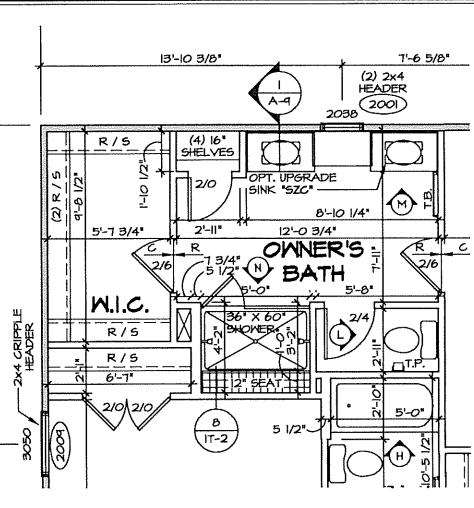 13'-10 3/8"
7'-6 5/8"
1
A-9
(2) 2x4
HEADER
2001
2038
R / S
(4) 16"
SHELVES
OPT. UPGRADE
SINK "SZC"
(2) R / S
9'-8 1/2"
1'-10 1/2"
2/0
M
T.B.
8'-10 1/4"
5'-7 3/4"
2'-11"
12'-0 3/4"
C
R
2/6
7 3/4"
5 1/2"
N
OWNER'S
BATH
7'-11"
R
C
2/6
5'-0"
5'-8"
W.I.C.
36" X 60"
SHOWER
4'-2"
1'-0"
3'-2"
L
2/4
R / S
R / S
2'-1"
6'-7"
12" SEAT
2'-11"
T.P.
2x4 CRIPPLE
HEADER
2/0
2/0
8
IT-2
2'-10"
5'-0"
5 1/2"
3050
2009
H
10'-5 1/2"